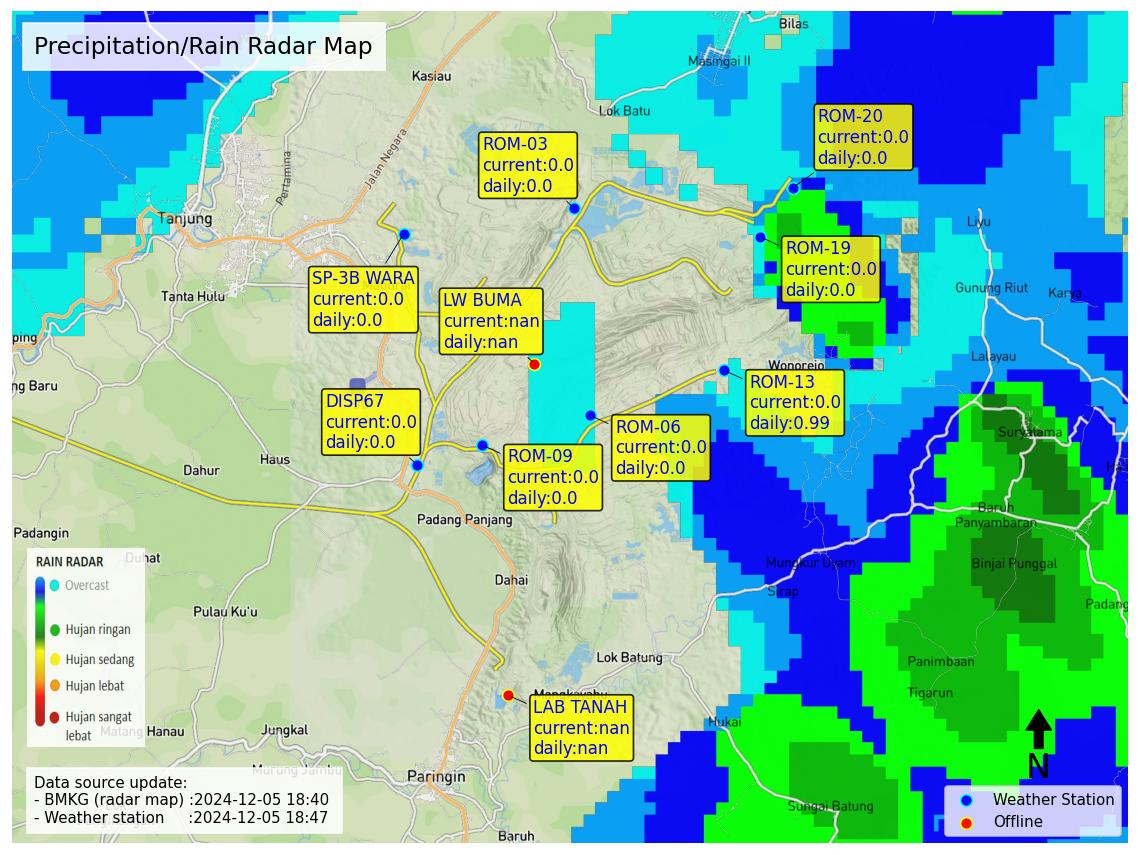 Precipitation/Rain Radar Map
Bilas
Masingai II
Kasiau
Lok Batu
Jalan Negara
Pertamina
ROM-20
current:0.0
daily:0.0
ROM-03
current:0.0
daily:0.0
Tanjung
Liyu
ROM-19
current:0.0
daily:0.0
SP-3B WARA
current:0.0
daily:0.0
Tanta Hulu
LW BUMA
current:nan
daily:nan
Gunung Riut
Karya
ping
Lalayau
Wonorejo
ng Baru
ROM-13
current:0.0
daily:0.99
DISP67
current:0.0
daily:0.0
ROM-06
current:0.0
daily:0.0
Suryatama
Haus
Dahur
ROM-09
current:0.0
daily:0.0
Padang Panjang
Baruh
Panyambaran
Padangin
Duhat
Mungkur Uyam
Binjai Punggal
Sirap
Dahai
Pulau Ku'u
Padang
RAIN RADAR
Overcast
Hujan ringan
Hujan sedang
Hujan lebat
Hujan sangat
lebat
Lok Batung
Panimbaan
Tigarun
Mangkayahu
LAB TANAH
current:nan
daily:nan
Hukai
Matang Hanau
Jungkal
Murung Jambu
Paringin
N
Sungai Batung
Baruh
Data source update:
- BMKG (radar map) :2024-12-05 18:40
- Weather station :2024-12-05 18:47
Weather Station
Offline